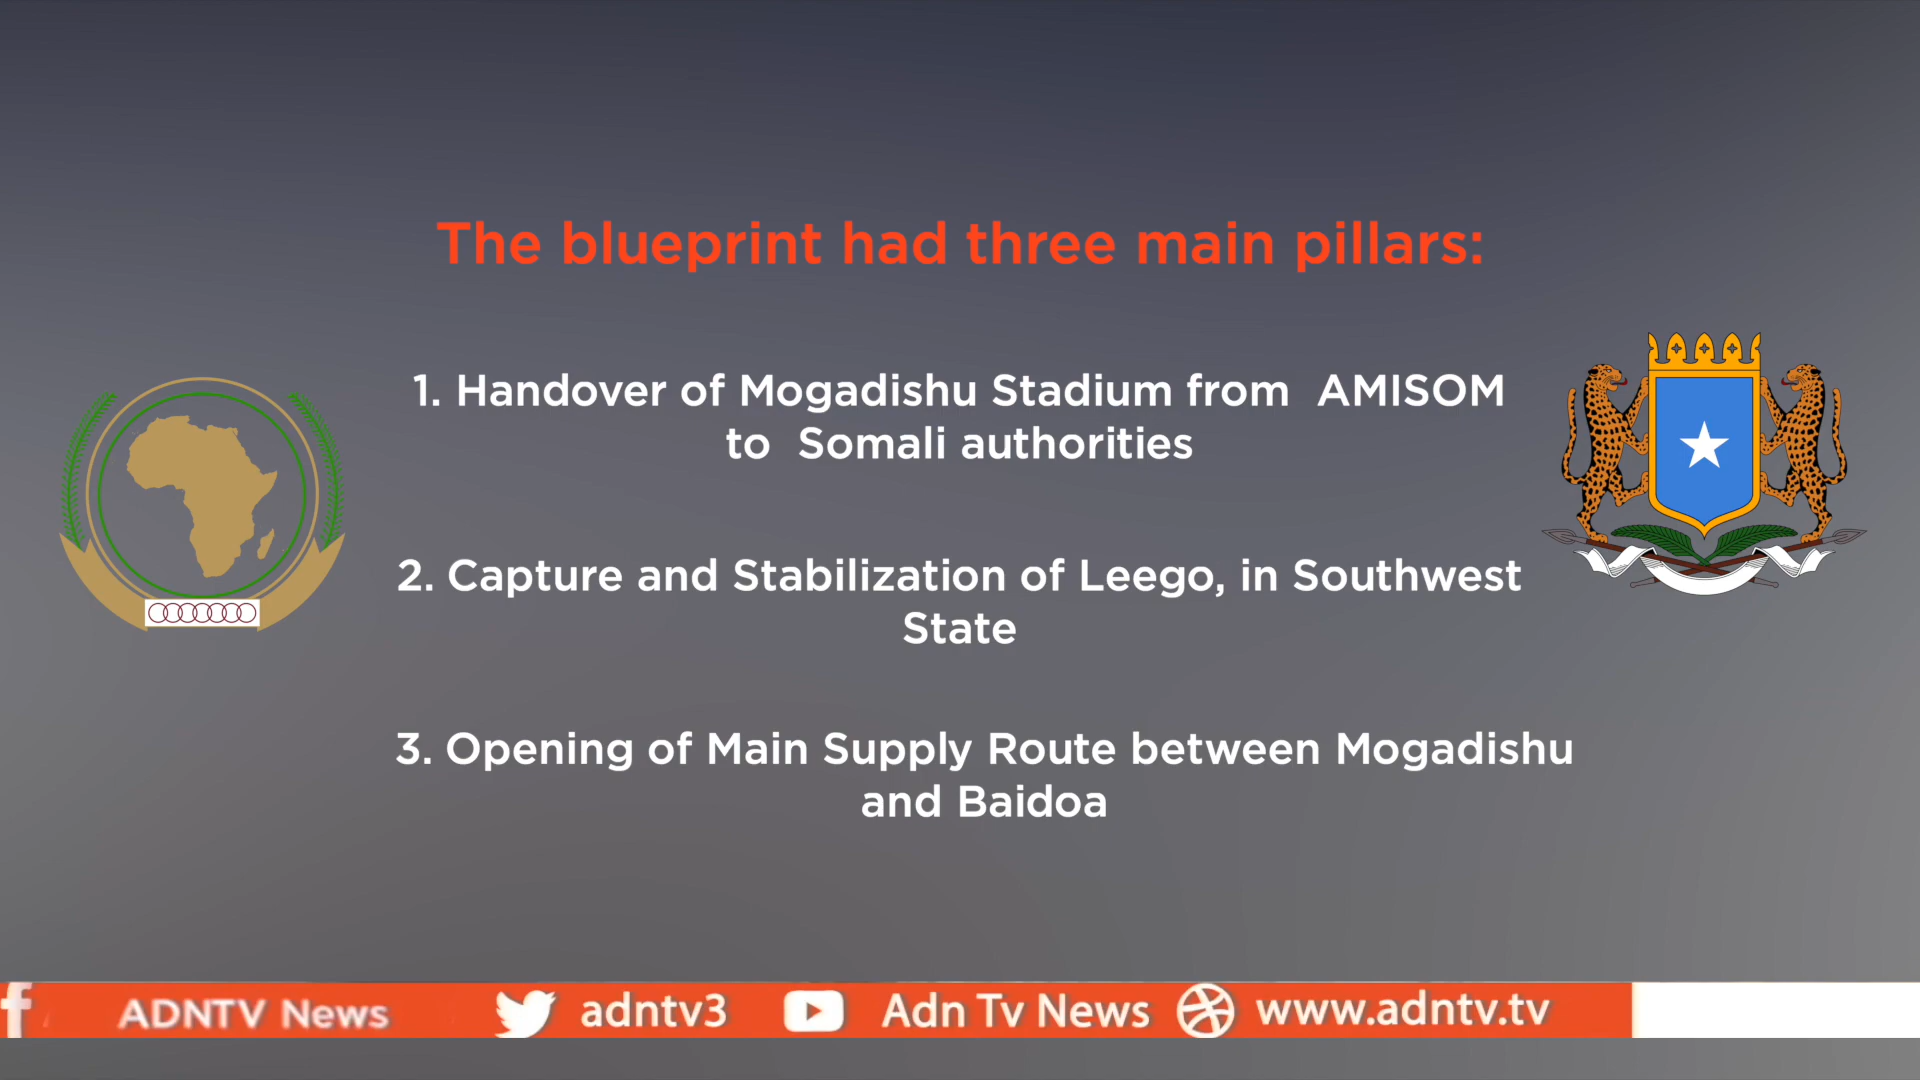 The blueprint had three main pillars:
1. Handover of Mogadishu Stadium from AMISOM
to Somali authorities
2. Capture and Stabilization of Leego, in Southwest
State
3. Opening of Main Supply Route between Mogadishu
and Baidoa
ADNTV News adntv3 Adn Tv News www.adntv.tv